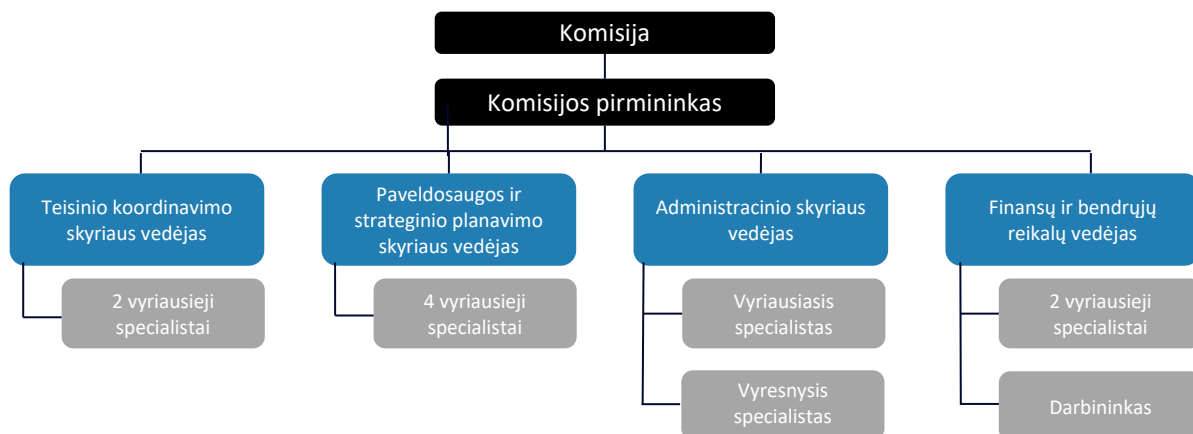 Komisija
Komisijos pirmininkas
Teisinio koordinavimo
skyriaus vedėjas
Paveldosaugos ir
strateginio planavimo
skyriaus vedėjas
Administracinio skyriaus
vedėjas
Finansų ir bendrųjų
reikalų vedėjas
2 vyriausieji
specialistai
4 vyriausieji
specialistai
Vyriausiasis
specialistas
2 vyriausieji
specialistai
Vyresnysis
specialistas
Darbininkas